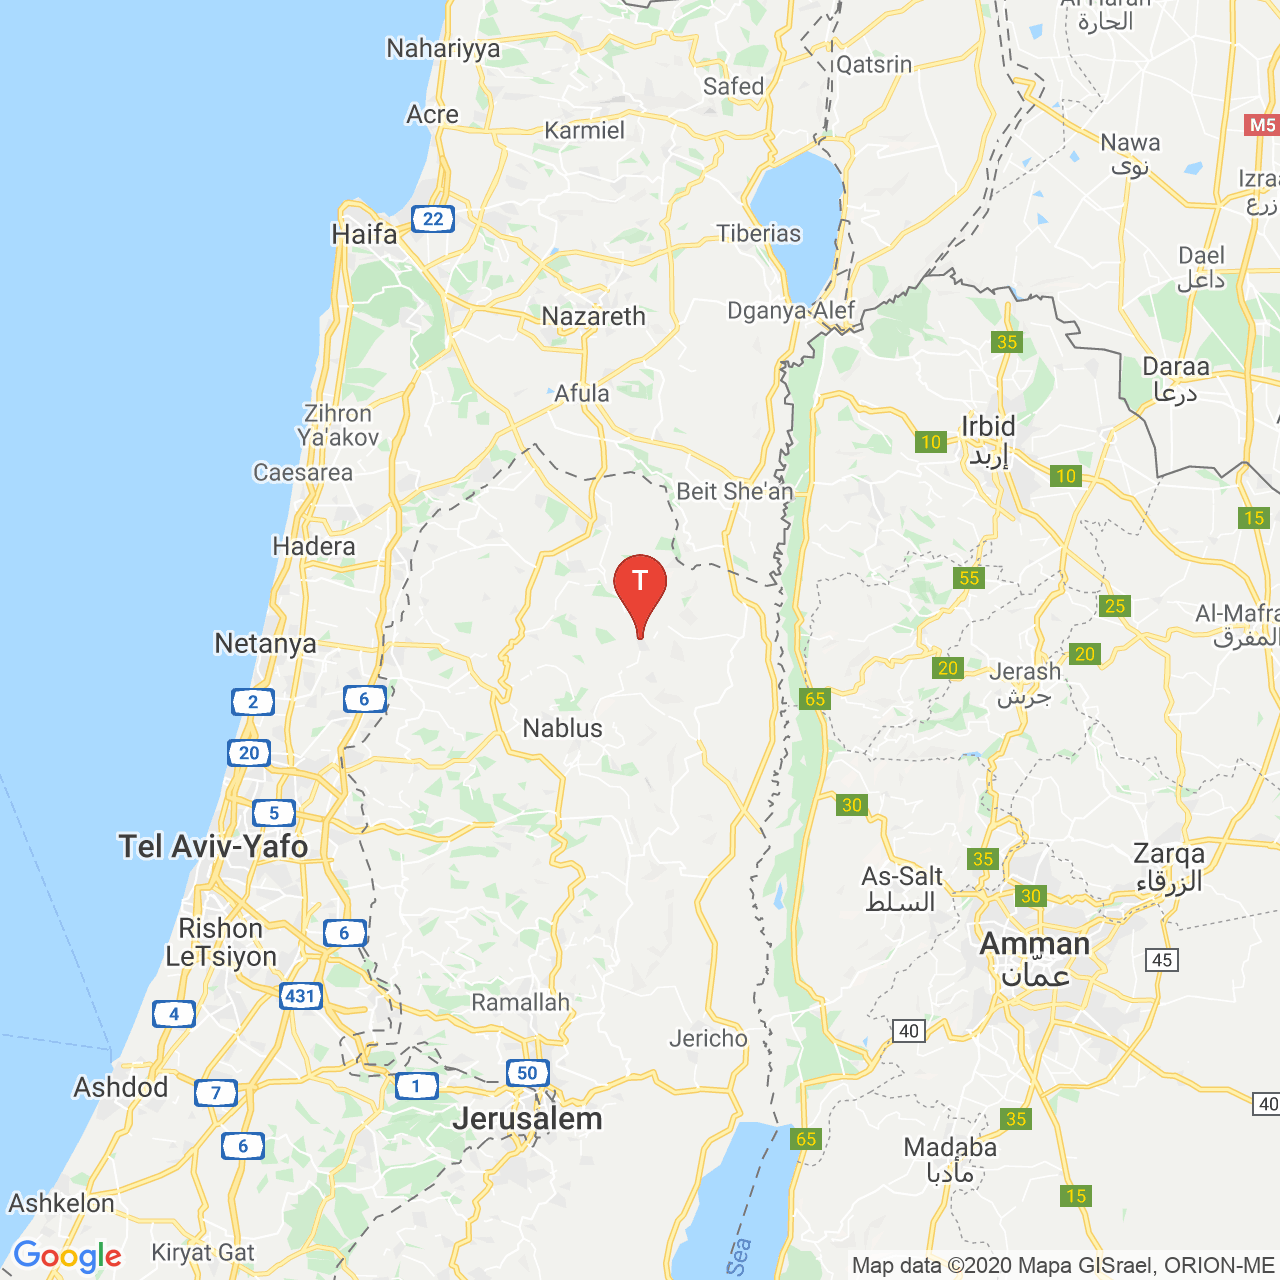 Al Harah
الحارة
Nahariyya
Qatsrin
Safed
Acre
Karmiel
M5
Nawa
نوى
Izra
إزرع
22
Haifa
Tiberias
Dael
داعل
Nazareth
Dganya Alef
35
Daraa
درعا
Afula
Zihron
Ya'akov
Irbid
إربد
10
Caesarea
10
Beit She'an
15
Hadera
T
55
25
Al-Mafra
المفرق
Netanya
20
20
Jerash
جرش
2
6
65
Nablus
20
5
30
Tel Aviv-Yafo
35
Zarqa
الزرقاء
As-Salt
السلط
30
Rishon
LeTsiyon
6
Amman
عمّان
45
431
Ramallah
4
Jericho
40
50
1
7
Ashdod
40
Jerusalem
35
6
65
Madaba
مأدبا
Ashkelon
15
Kiryat Gat
Sea
Google
Map data ©2020 Mapa GISrael, ORION-ME